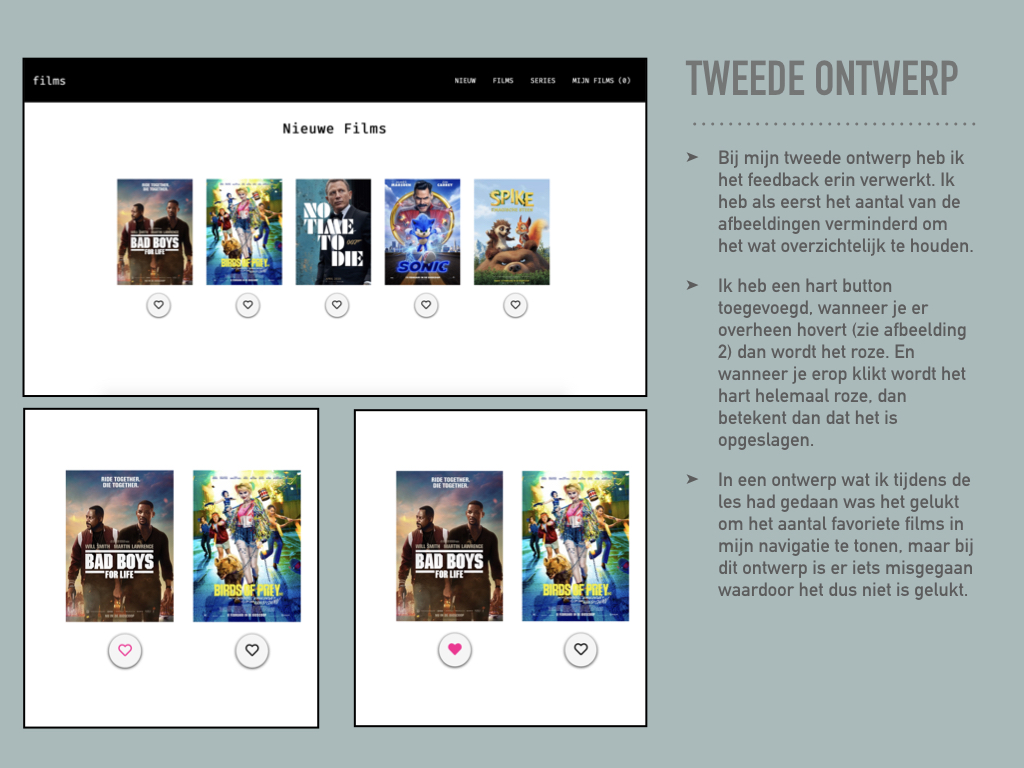 films
NIEUW FILMS SERIES MIJN FILMS (0)
Nieuwe Films
RIDE TOGETHER.
DIE TOGETHER.
BAD BOYS
FOR LIFE
BIRDS OF PREY
NO
TIME
TO
DIE
007
SONIC
SPIKE
RIDE TOGETHER.
DIE TOGETHER.
WILL SMITH MARTIN LAWRENCE
BAD BOYS
FOR LIFE
BIRDS OF PREY
RIDE TOGETHER.
DIE TOGETHER.
WILL SMITH MARTIN LAWRENCE
BAD BOYS
FOR LIFE
BIRDS OF PREY
TWEEDE ONTWERP
➤ Bij mijn tweede ontwerp heb ik
het feedback erin verwerkt. Ik
heb als eerst het aantal van de
afbeeldingen verminderd om
het wat overzichtelijk te houden.
➤ Ik heb een hart button
toegevoegd, wanneer je er
overheen hovert (zie afbeelding
2) dan wordt het roze. En
wanneer je erop klikt wordt het
hart helemaal roze, dan
betekent dan dat het is
opgeslagen.
➤ In een ontwerp wat ik tijdens de
les had gedaan was het gelukt
om het aantal favoriete films in
mijn navigatie te tonen, maar bij
dit ontwerp is er iets misgegaan
waardoor het dus niet is gelukt.